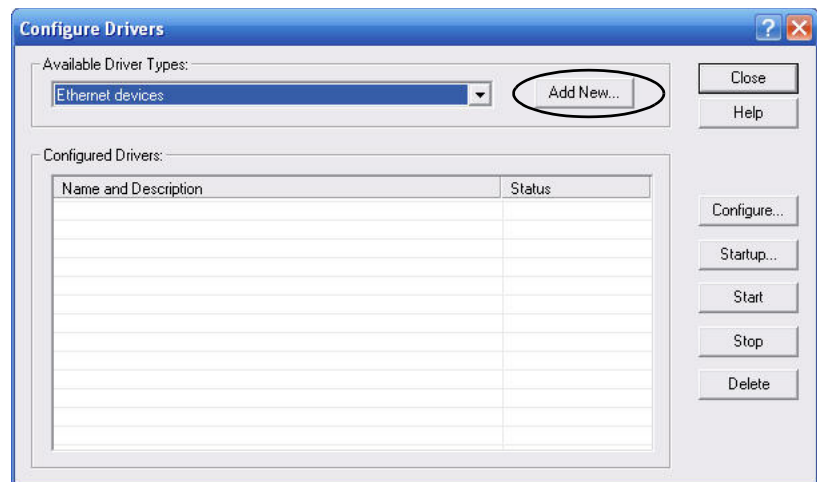 Configure Drivers
Available Driver Types:
Ethernet devices
Add New...
Close
Help
Configured Drivers:
Name and Description Status
Configure...
Startup...
Start
Stop
Delete